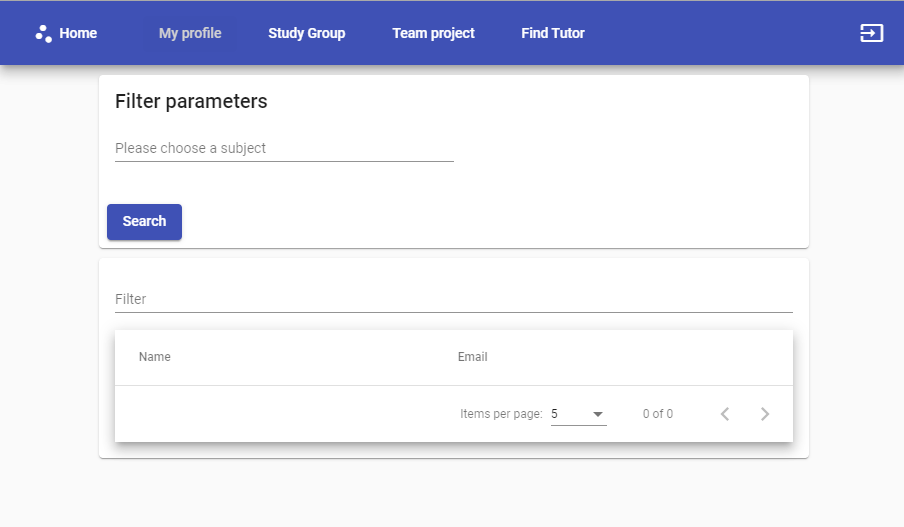 Home My profile Study Group Team project Find Tutor
Filter parameters
Please choose a subject
Search
Filter
Name Email
Items per page: 5 0 of 0